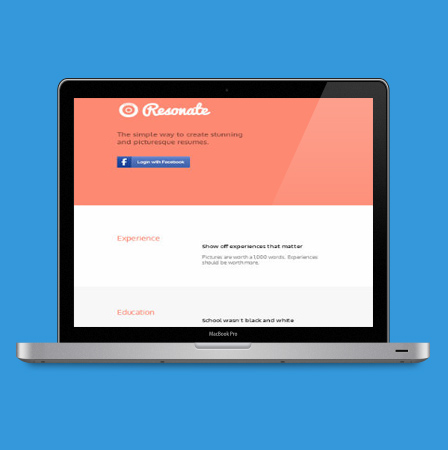 Resonate
The simple way to create stunning
and picturesque resumes.
f Login with Facebook
Experience
Show off experiences that matter
Pictures are worth a 1,000 words. Experiences
should be worth more.
Education
School wasn't black and white
MacBook Pro